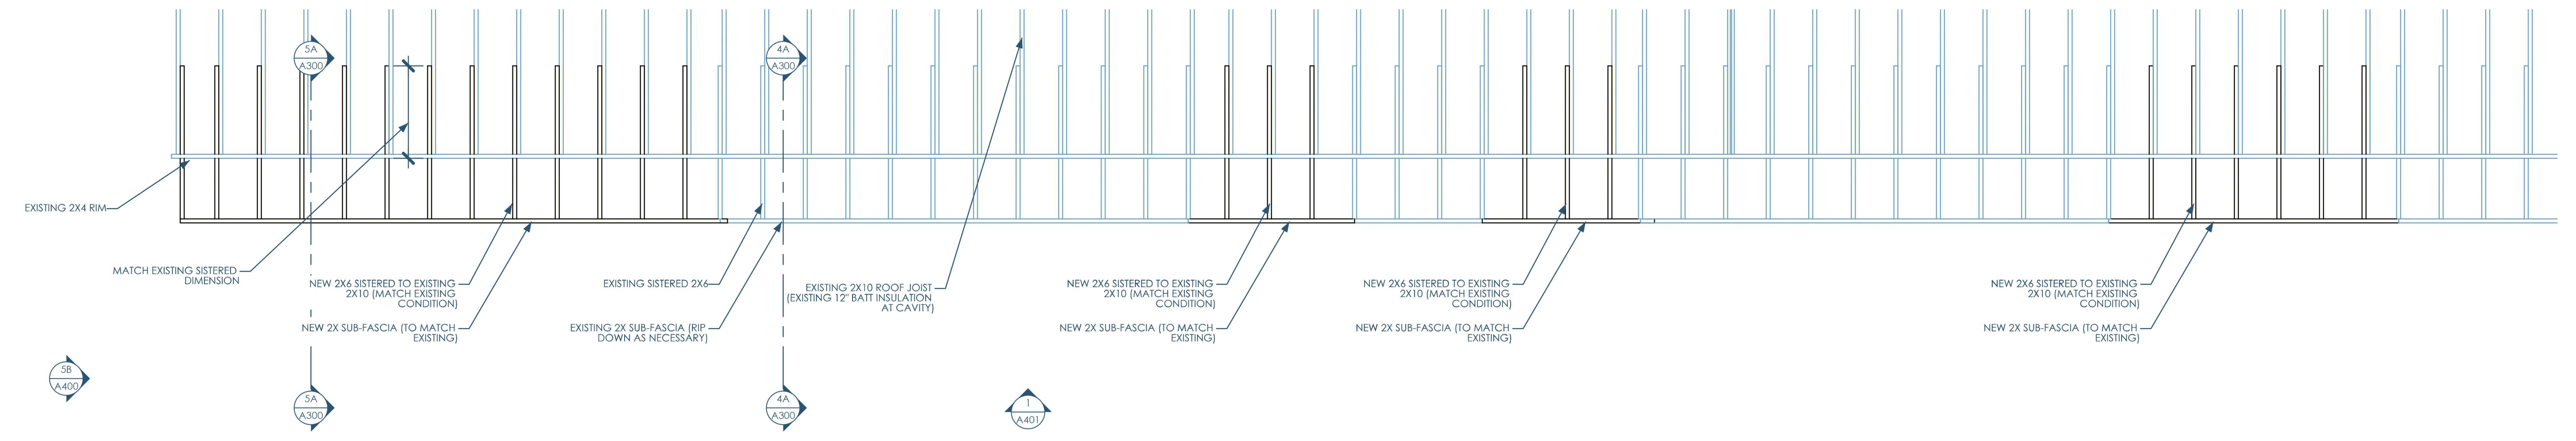 5A
A300
4A
A300
EXISTING 2X4 RIM
MATCH EXISTING SISTERED
DIMENSION
NEW 2X6 SISTERED TO EXISTING
2X10 (MATCH EXISTING
CONDITION)
NEW 2X SUB-FASCIA (TO MATCH
EXISTING)
EXISTING SISTERED 2X6
EXISTING 2X SUB-FASCIA (RIP
DOWN AS NECESSARY)
EXISTING 2X10 ROOF JOIST
(EXISTING 12" BATT INSULATION
AT CAVITY)
NEW 2X6 SISTERED TO EXISTING
2X10 (MATCH EXISTING
CONDITION)
NEW 2X SUB-FASCIA (TO MATCH
EXISTING)
NEW 2X6 SISTERED TO EXISTING
2X10 (MATCH EXISTING
CONDITION)
NEW 2X SUB-FASCIA (TO MATCH
EXISTING)
NEW 2X6 SISTERED TO EXISTING
2X10 (MATCH EXISTING
CONDITION)
NEW 2X SUB-FASCIA (TO MATCH
EXISTING)
5B
A400
5A
A300
4A
A300
1
A401